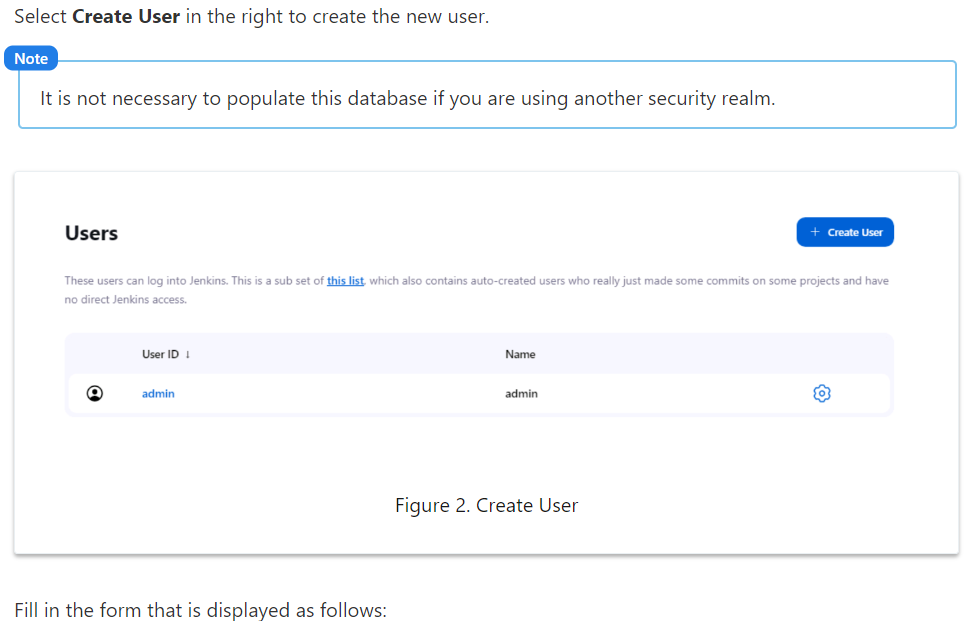 Select Create User in the right to create the new user.
Note
It is not necessary to populate this database if you are using another security realm.
Users
+ Create User
These users can log into Jenkins. This is a sub set of this list, which also contains auto-created users who really just made some commits on some projects and have
no direct Jenkins access.
User ID ↓ Name
admin admin
Figure 2. Create User
Fill in the form that is displayed as follows: